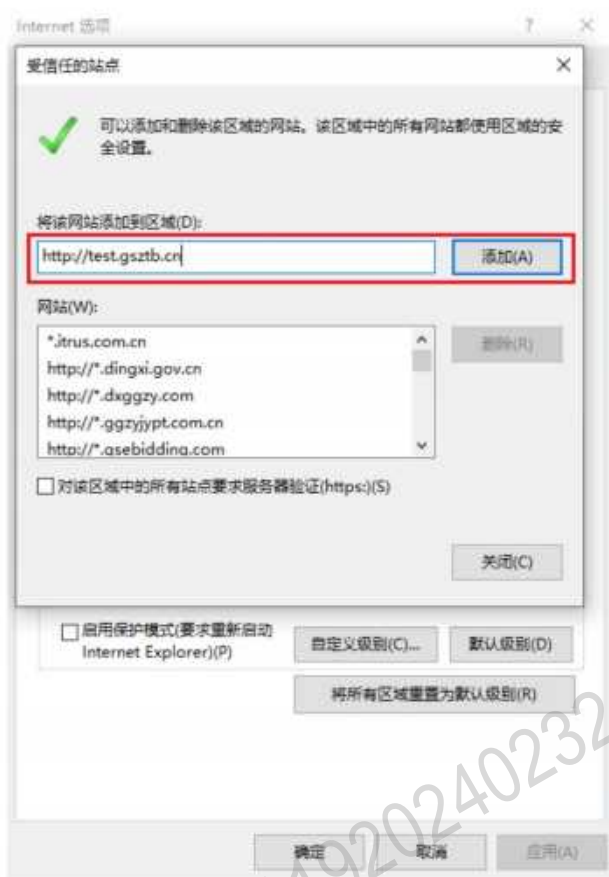 Internet 选项
?
受信任的站点
可以添加和删除该区域的网站。该区域中的所有网站都使用区域的安
全设置。
将该网站添加到区域(D):
http://test.gsztb.cn
添加(A)
网站(W):
*.itrus.com.cn
http://*.dingxi.gov.cn
http://*.dxggzy.com
http://*.ggzyjypt.com.cn
http://*.gsebidding.com
删除(R)
对该区域中的所有站点要求服务器验证(https:)(S)
关闭(C)
启用保护模式(要求重新启动
Internet Explorer)(P)
自定义级别(C)...
默认级别(D)
将所有区域重置为默认级别(R)
确定
取消
应用(A)
1920240232